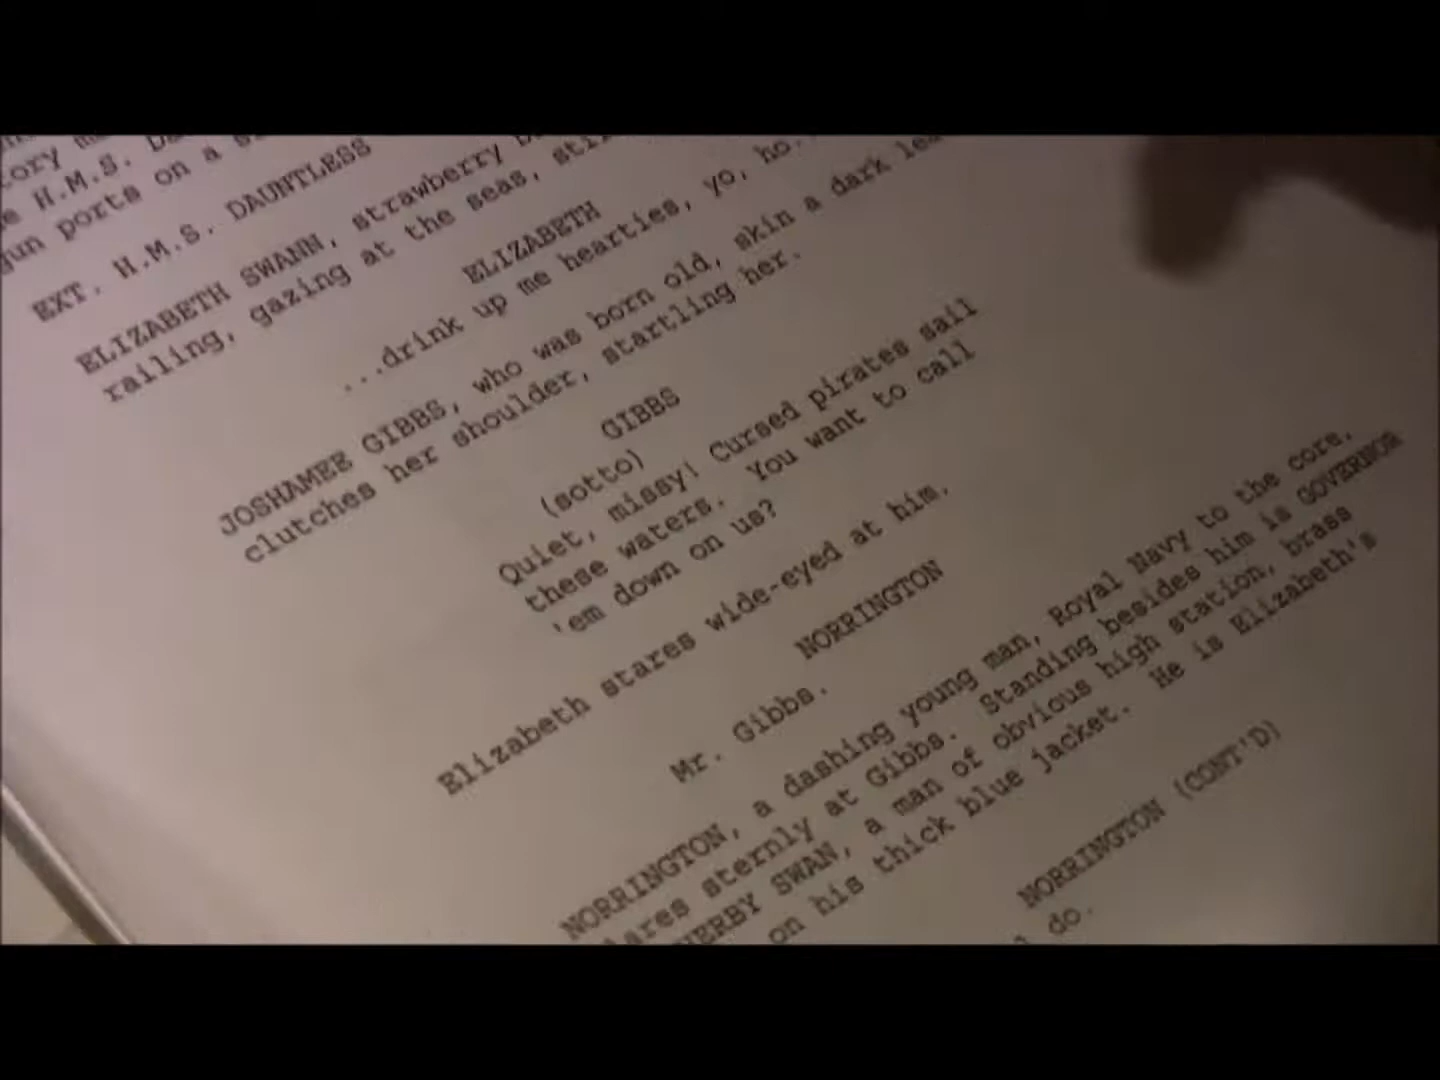 tory
e H.M.S.
gun ports on a
EXT. H.M.S. DAUNTLESS
ELIZABETH SWANN, strawberry
railing, gazing at the seas,
ELIZABETH
...drink up me hearties, yo, ho.
JOSHAMEE GIBBS, who was born old, skin a dark
clutches her shoulder, startling her.
GIBBS
(sotto)
Quiet, missy! Cursed pirates sail
these waters. You want to call
'em down on us?
Elizabeth stares wide-eyed at him.
NORRINGTON
Mr. Gibbs.
NORRINGTON, a dashing young man, Royal Navy to the core,
lares sternly at Gibbs. Standing besides him is GOVERNOR
HERBY SWAN, a man of obvious high station, brass
on his thick blue jacket. He is Elizabeth's
NORRINGTON (CONT'D)
do.